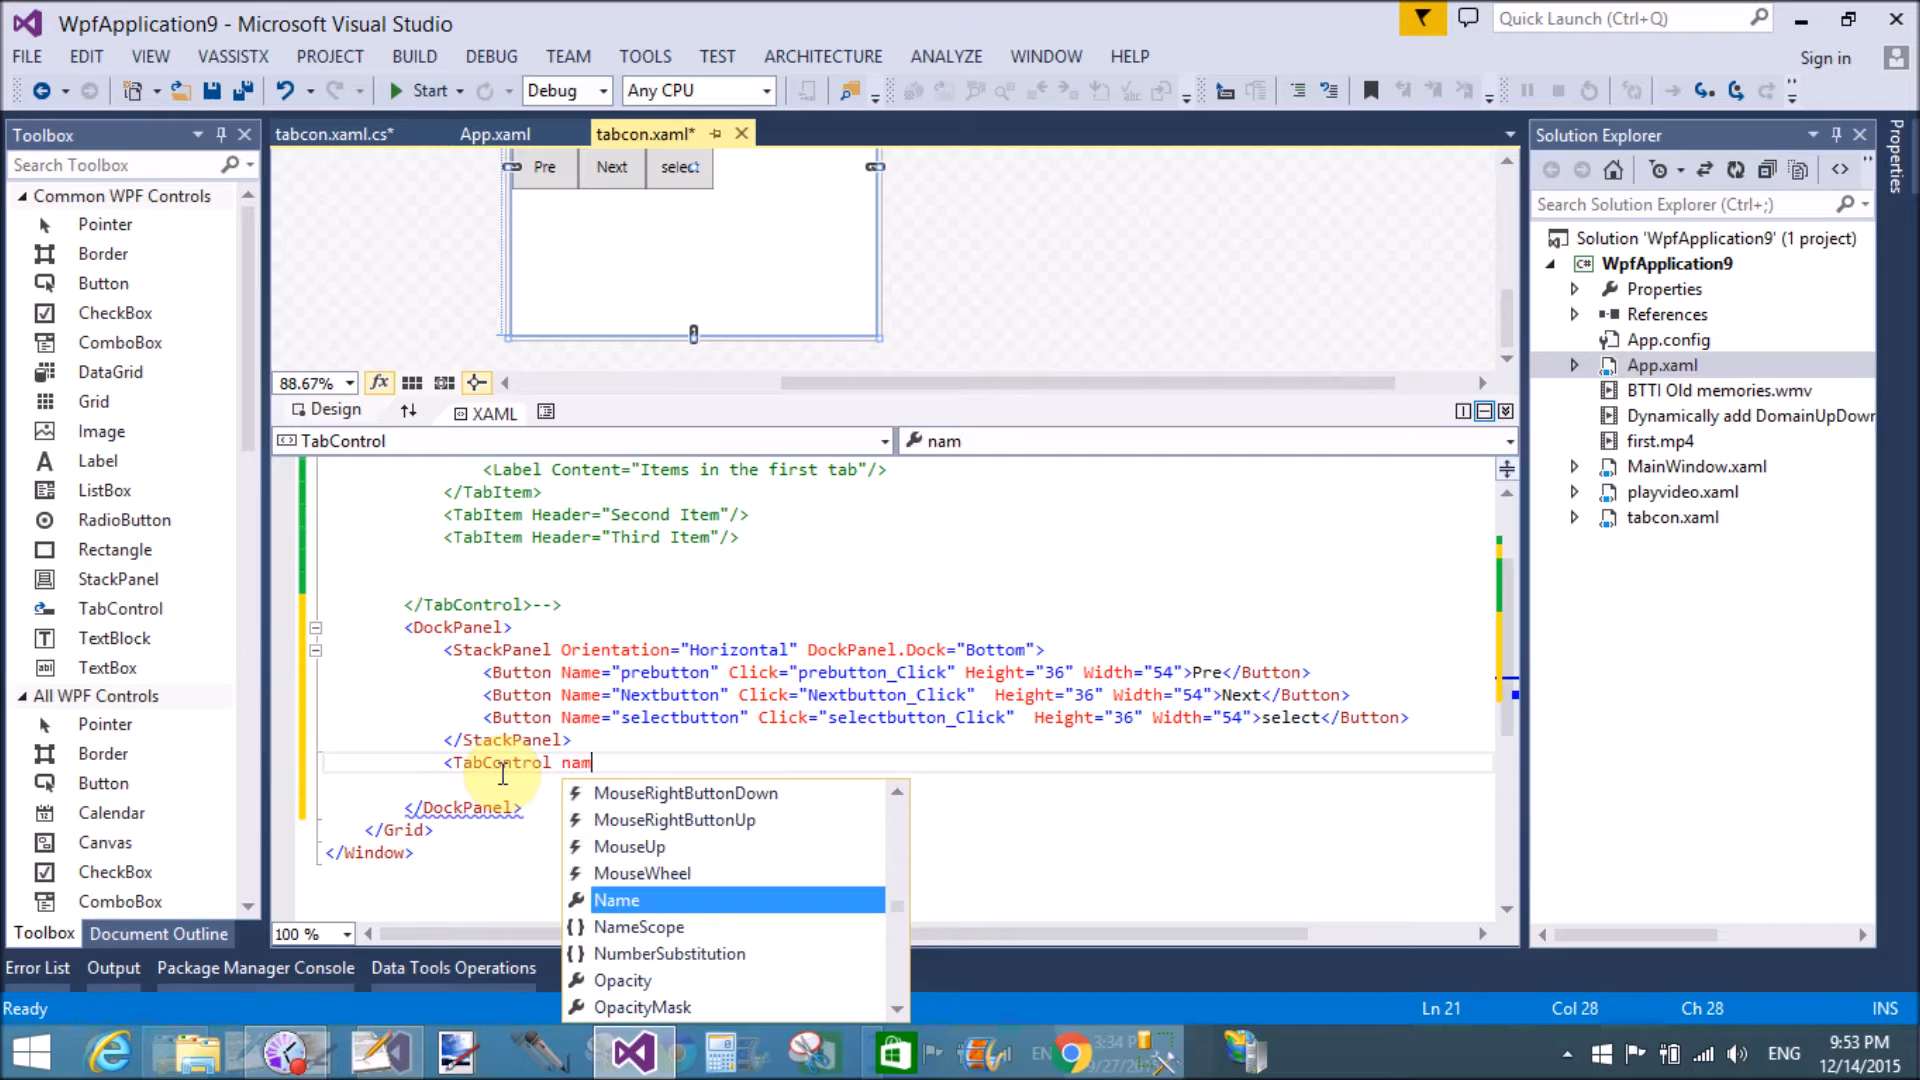 WpfApplication9 - Microsoft Visual Studio
Quick Launch (Ctrl+Q)
FILE EDIT VIEW VASSISTX PROJECT BUILD DEBUG TEAM TOOLS TEST ARCHITECTURE ANALYZE WINDOW HELP
Sign in
Start Debug Any CPU
Toolbox
tabcon.xaml.cs* App.xaml tabcon.xaml*
Solution Explorer
Properties
Search Toolbox
Pre Next select
Search Solution Explorer (Ctrl+;)
Common WPF Controls
Pointer
Border
Button
CheckBox
ComboBox
DataGrid
Grid
Image
Label
ListBox
RadioButton
Rectangle
StackPanel
TabControl
TextBlock
TextBox
All WPF Controls
Pointer
Border
Button
Calendar
Canvas
CheckBox
ComboBox
Toolbox Document Outline
Solution 'WpfApplication9' (1 project)
WpfApplication9
Properties
References
App.config
App.xaml
BTTI Old memories.wmv
Dynamically add DomainUpDown
first.mp4
MainWindow.xaml
playvideo.xaml
tabcon.xaml
88.67% fx
Design XAML
TabControl nam
<Label Content="Items in the first tab"/>
</TabItem>
<TabItem Header="Second Item"/>
<TabItem Header="Third Item"/>
</TabControl>-->
<DockPanel>
<StackPanel Orientation="Horizontal" DockPanel.Dock="Bottom">
<Button Name="prebutton" Click="prebutton_Click" Height="36" Width="54">Pre</Button>
<Button Name="Nextbutton" Click="Nextbutton_Click" Height="36" Width="54">Next</Button>
<Button Name="selectbutton" Click="selectbutton_Click" Height="36" Width="54">select</Button>
</StackPanel>
<TabControl nam
</DockPanel>
</Grid>
</Window>
MouseRightButtonDown
MouseRightButtonUp
MouseUp
MouseWheel
Name
NameScope
NumberSubstitution
Opacity
OpacityMask
100 %
Error List Output Package Manager Console Data Tools Operations
Ready Ln 21 Col 28 Ch 28 INS
EN 3:34 PM
ENG 9:53 PM
12/14/2015